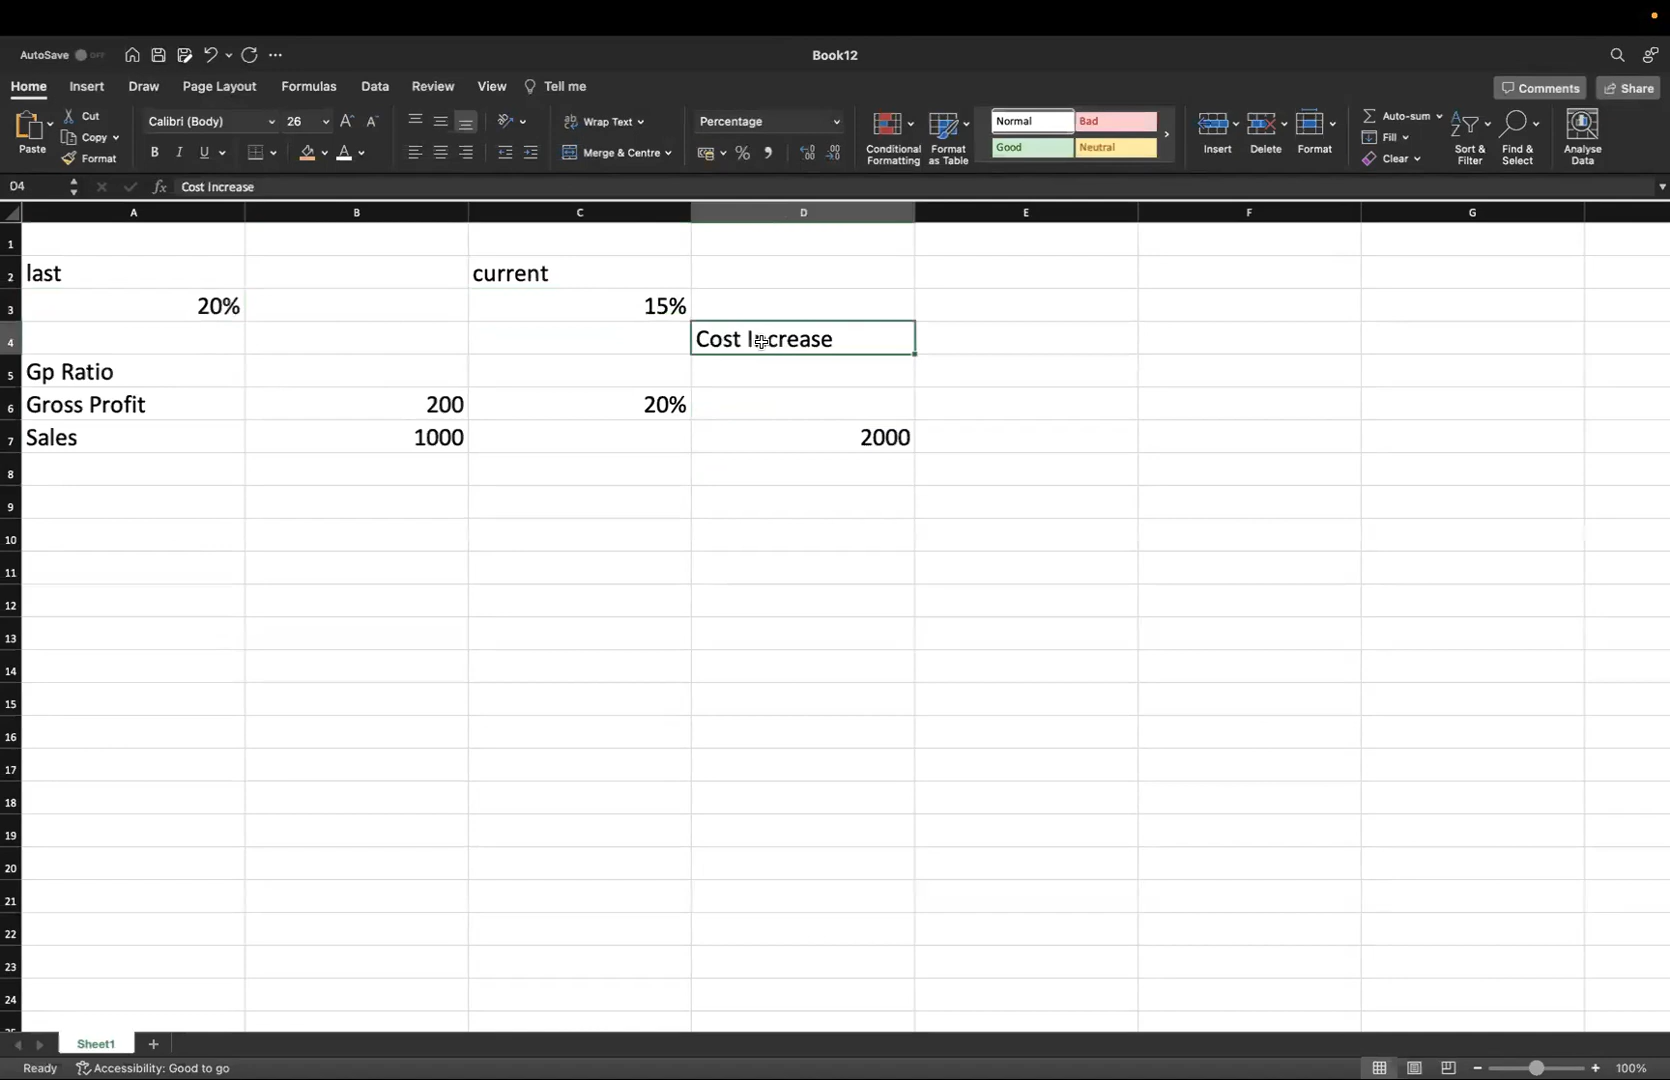 AutoSave OFF
Book12
Home Insert Draw Page Layout Formulas Data Review View Tell me
Comments Share
Paste
Cut
Copy
Format
Calibri (Body) 26
B I U
Wrap Text
Merge & Centre
Percentage
Conditional Formatting
Format as Table
Normal Bad
Good Neutral
Insert
Delete
Format
Auto-sum
Fill
Clear
Sort & Filter
Find & Select
Analyse Data
D4 fx Cost Increase
A B C D E F G
1
2 last current
3 20% 15%
4 Cost Increase
5 Gp Ratio
6 Gross Profit 200 20%
7 Sales 1000 2000
8
9
10
11
12
13
14
15
16
17
18
19
20
21
22
23
24
Sheet1
Ready Accessibility: Good to go
100%